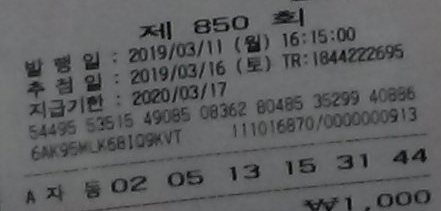 제 850 회
발 행 일 : 2019/03/11 (월) 16:15:00
추 첨 일 : 2019/03/16 (토) TR:1844222695
지급기한 : 2020/03/17
54495 53515 49085 08362 80485 35299 40886
6AK95MLK68IO9KVT 111016870/0000000913
A 자 동 02 05 13 15 31 44
₩1,000